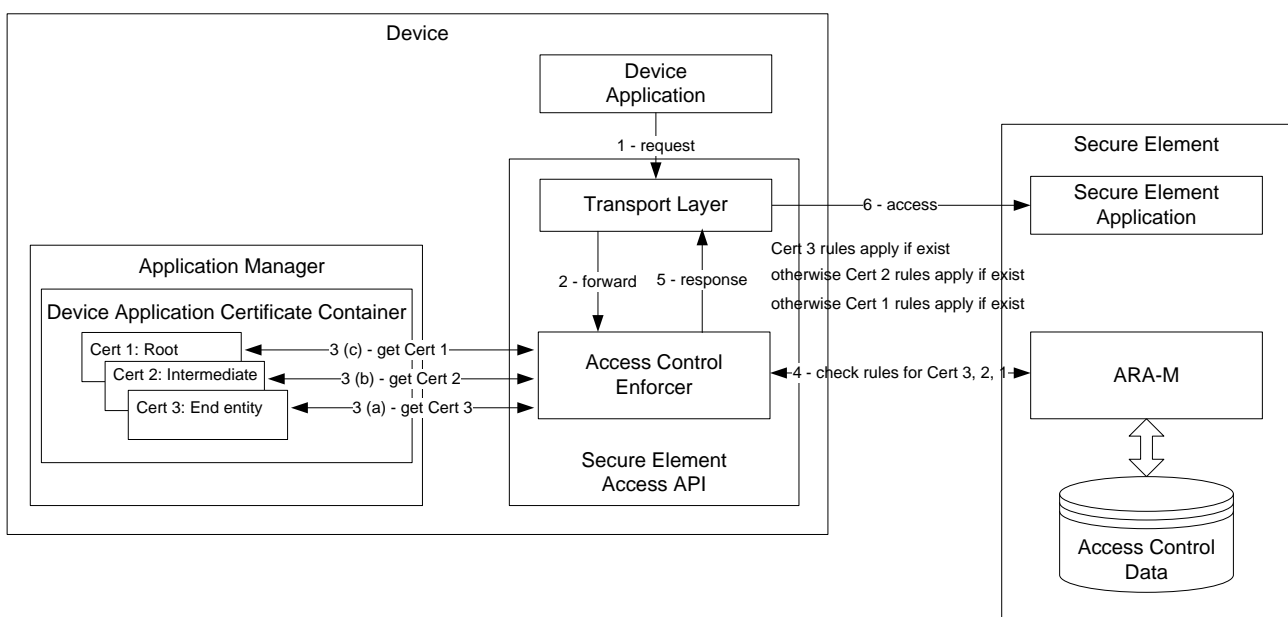 Device
Device
Application
1 - request
Secure Element
Transport Layer
6 - access
Secure Element
Application
Cert 3 rules apply if exist
otherwise Cert 2 rules apply if exist
otherwise Cert 1 rules apply if exist
2 - forward
5 - response
Application Manager
Device Application Certificate Container
Cert 1: Root
Cert 2: Intermediate
Cert 3: End entity
3 (c) - get Cert 1
3 (b) - get Cert 2
3 (a) - get Cert 3
Access Control
Enforcer
4 - check rules for Cert 3, 2, 1
ARA-M
Secure Element
Access API
Access Control
Data